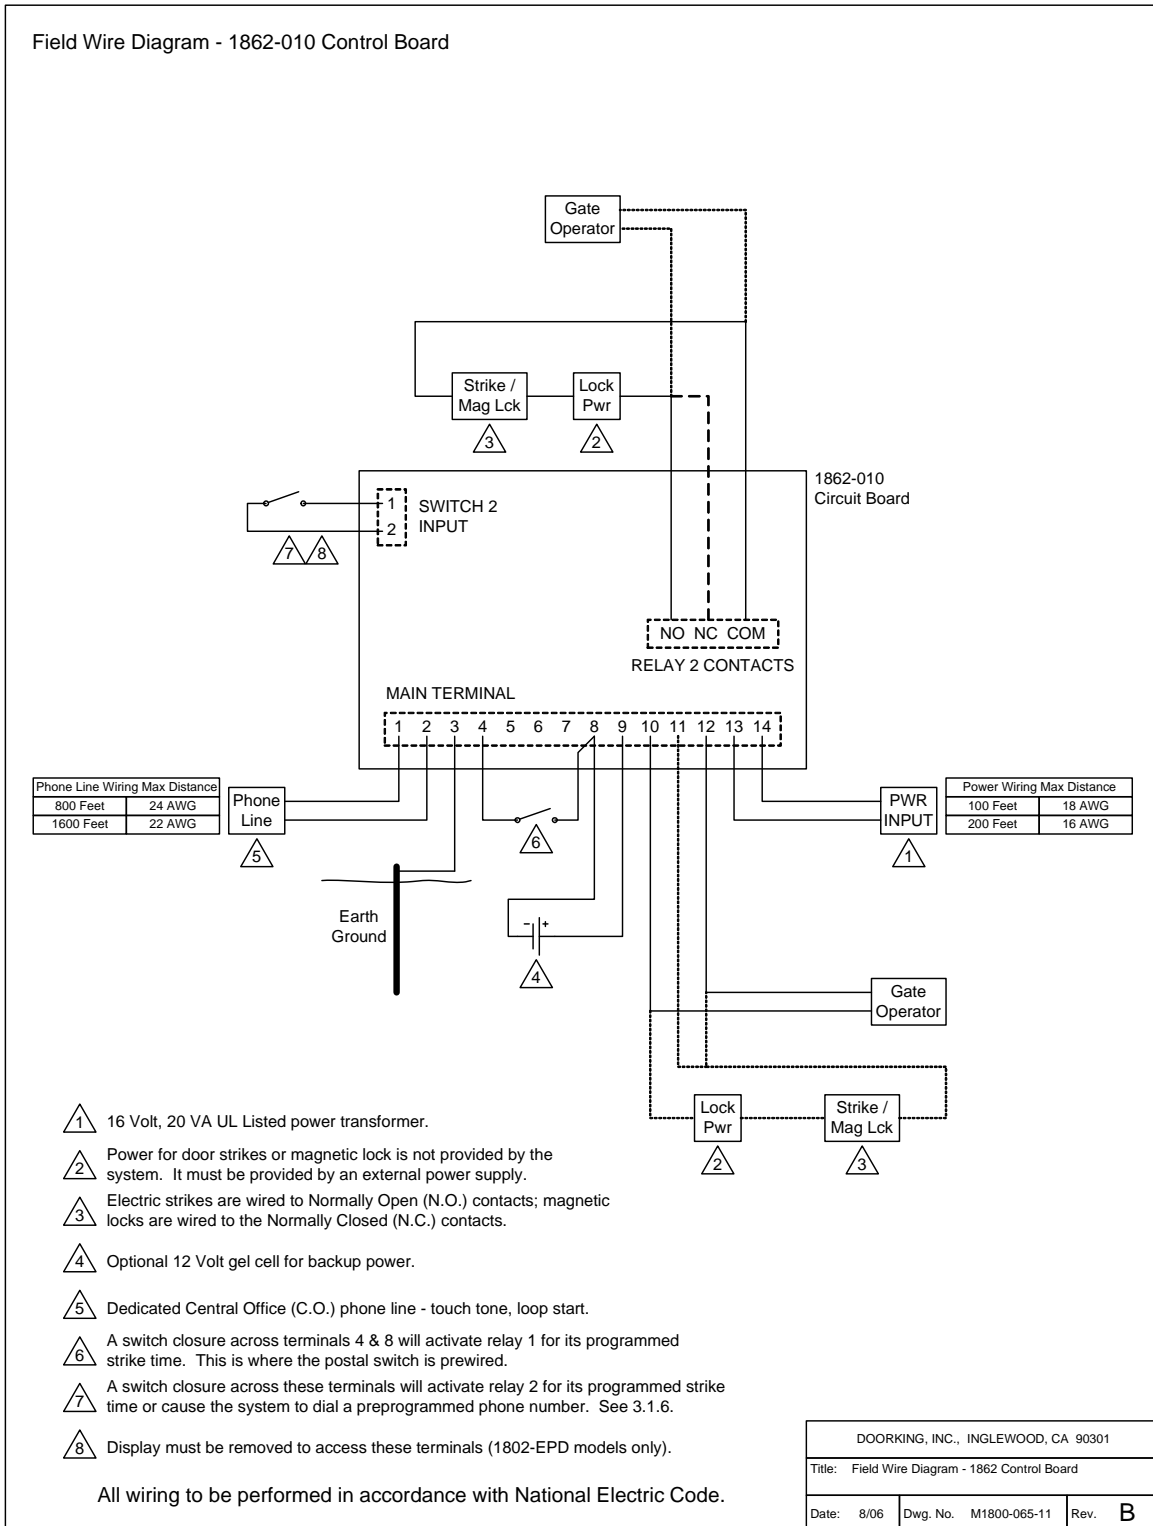 Field Wire Diagram - 1862-010 Control Board
Gate
Operator
Strike /
Mag Lck
Lock
Pwr
3
2
1862-010
Circuit Board
1
2
SWITCH 2
INPUT
7
8
NO NC COM
RELAY 2 CONTACTS
MAIN TERMINAL
1 2 3 4 5 6 7 8 9 10 11 12 13 14
Phone Line Wiring Max Distance
800 Feet 24 AWG
1600 Feet 22 AWG
Phone
Line
5
6
PWR
INPUT
1
Power Wiring Max Distance
100 Feet 18 AWG
200 Feet 16 AWG
Earth
Ground
- +
4
Gate
Operator
Lock
Pwr
2
Strike /
Mag Lck
3
1 16 Volt, 20 VA UL Listed power transformer.
2 Power for door strikes or magnetic lock is not provided by the
system. It must be provided by an external power supply.
3 Electric strikes are wired to Normally Open (N.O.) contacts; magnetic
locks are wired to the Normally Closed (N.C.) contacts.
4 Optional 12 Volt gel cell for backup power.
5 Dedicated Central Office (C.O.) phone line - touch tone, loop start.
6 A switch closure across terminals 4 & 8 will activate relay 1 for its programmed
strike time. This is where the postal switch is prewired.
7 A switch closure across these terminals will activate relay 2 for its programmed strike
time or cause the system to dial a preprogrammed phone number. See 3.1.6.
8 Display must be removed to access these terminals (1802-EPD models only).
All wiring to be performed in accordance with National Electric Code.
DOORKING, INC., INGLEWOOD, CA 90301
Title: Field Wire Diagram - 1862 Control Board
Date: 8/06 Dwg. No. M1800-065-11 Rev. B